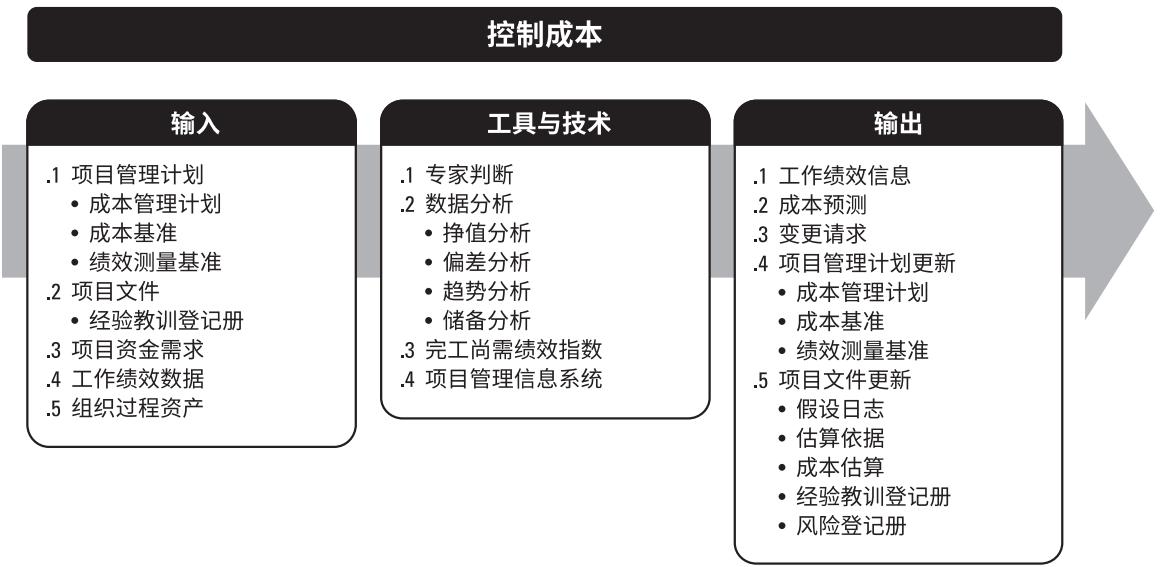 控制成本
输入
.1 项目管理计划
• 成本管理计划
• 成本基准
• 绩效测量基准
.2 项目文件
• 经验教训登记册
.3 项目资金需求
.4 工作绩效数据
.5 组织过程资产
工具与技术
.1 专家判断
.2 数据分析
• 挣值分析
• 偏差分析
• 趋势分析
• 储备分析
.3 完工尚需绩效指数
.4 项目管理信息系统
输出
.1 工作绩效信息
.2 成本预测
.3 变更请求
.4 项目管理计划更新
• 成本管理计划
• 成本基准
• 绩效测量基准
.5 项目文件更新
• 假设日志
• 估算依据
• 成本估算
• 经验教训登记册
• 风险登记册